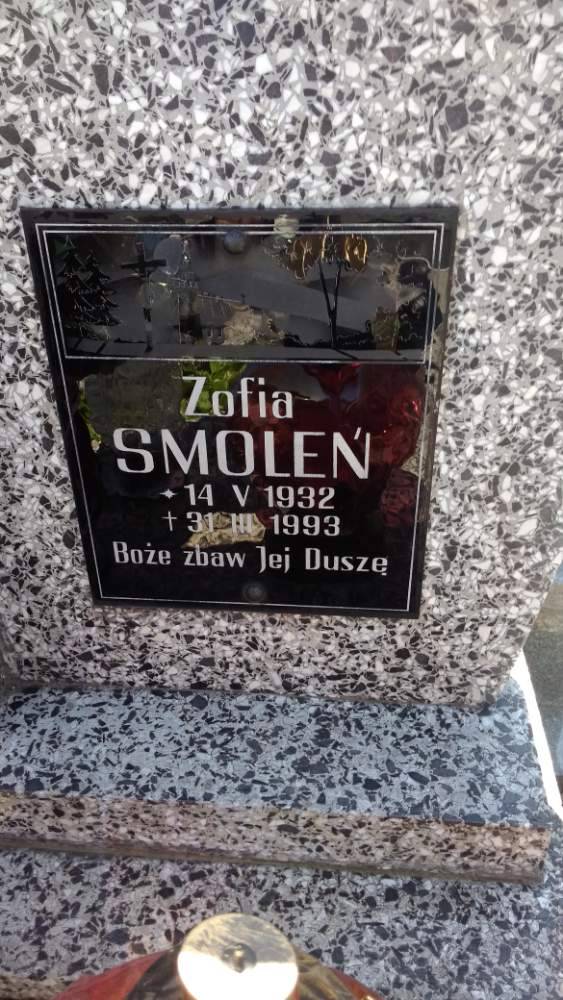 Zofia
SMOLEŃ
✦ 14 V 1932
† 31 III 1993
Boże zbaw Jej Duszę